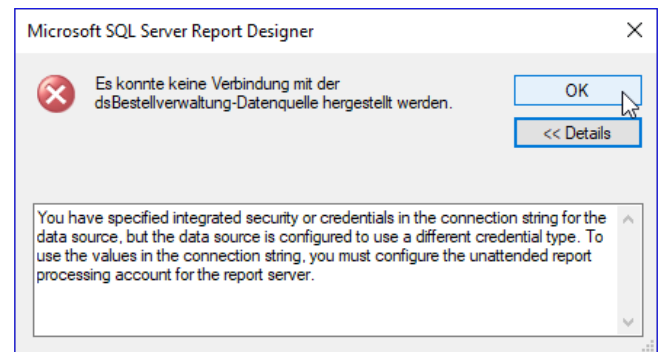 Microsoft SQL Server Report Designer
Es konnte keine Verbindung mit der
dsBestellverwaltung-Datenquelle hergestellt werden.
OK
<< Details
You have specified integrated security or credentials in the connection string for the
data source, but the data source is configured to use a different credential type. To
use the values in the connection string, you must configure the unattended report
processing account for the report server.